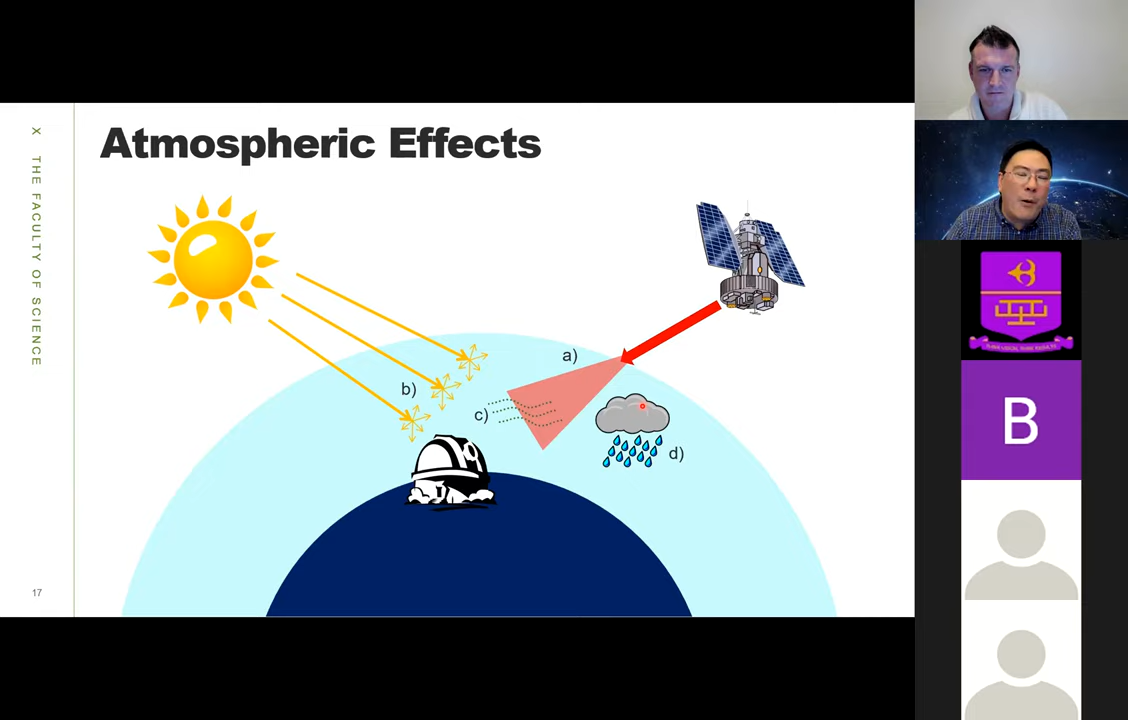 Atmospheric Effects
X THE FACULTY OF SCIENCE
a)
b)
c)
d)
17
B